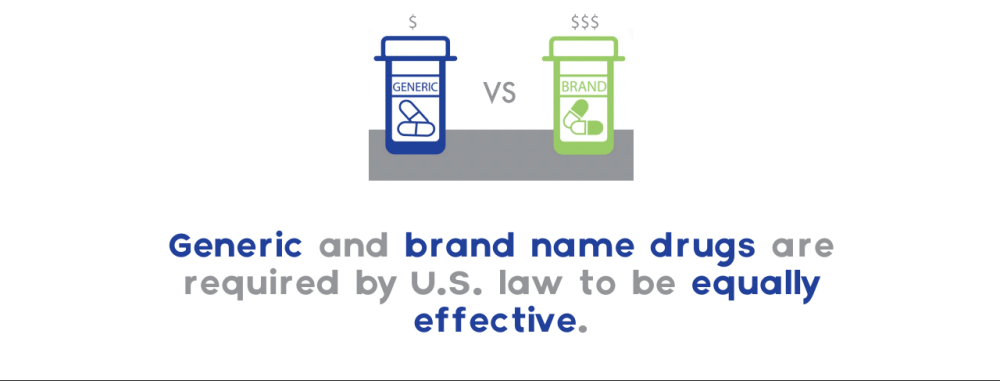 $ $$$
GENERIC VS BRAND
Generic and brand name drugs are
required by U.S. law to be equally
effective.